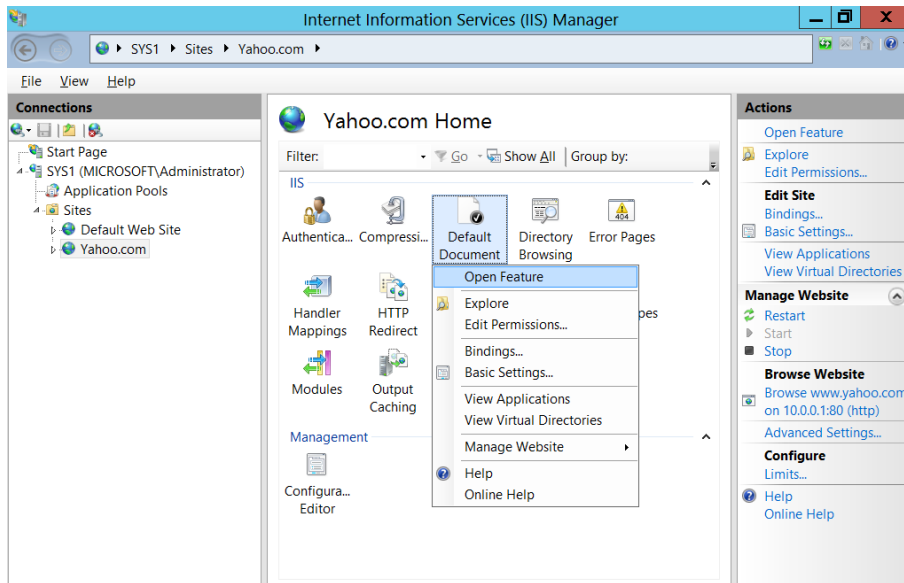 Internet Information Services (IIS) Manager
SYS1 Sites Yahoo.com
File View Help
Connections
Start Page
SYS1 (MICROSOFT\Administrator)
Application Pools
Sites
Default Web Site
Yahoo.com
Yahoo.com Home
Filter: Go Show All Group by:
IIS
Authentica... Compressi... Default Document Directory Browsing Error Pages
404
Handler Mappings HTTP Redirect pes
Modules Output Caching
Management
Configura... Editor
Open Feature
Explore
Edit Permissions...
Bindings...
Basic Settings...
View Applications
View Virtual Directories
Manage Website
Help
Online Help
Actions
Open Feature
Explore
Edit Permissions...
Edit Site
Bindings...
Basic Settings...
View Applications
View Virtual Directories
Manage Website
Restart
Start
Stop
Browse Website
Browse www.yahoo.com
on 10.0.0.1:80 (http)
Advanced Settings...
Configure
Limits...
Help
Online Help